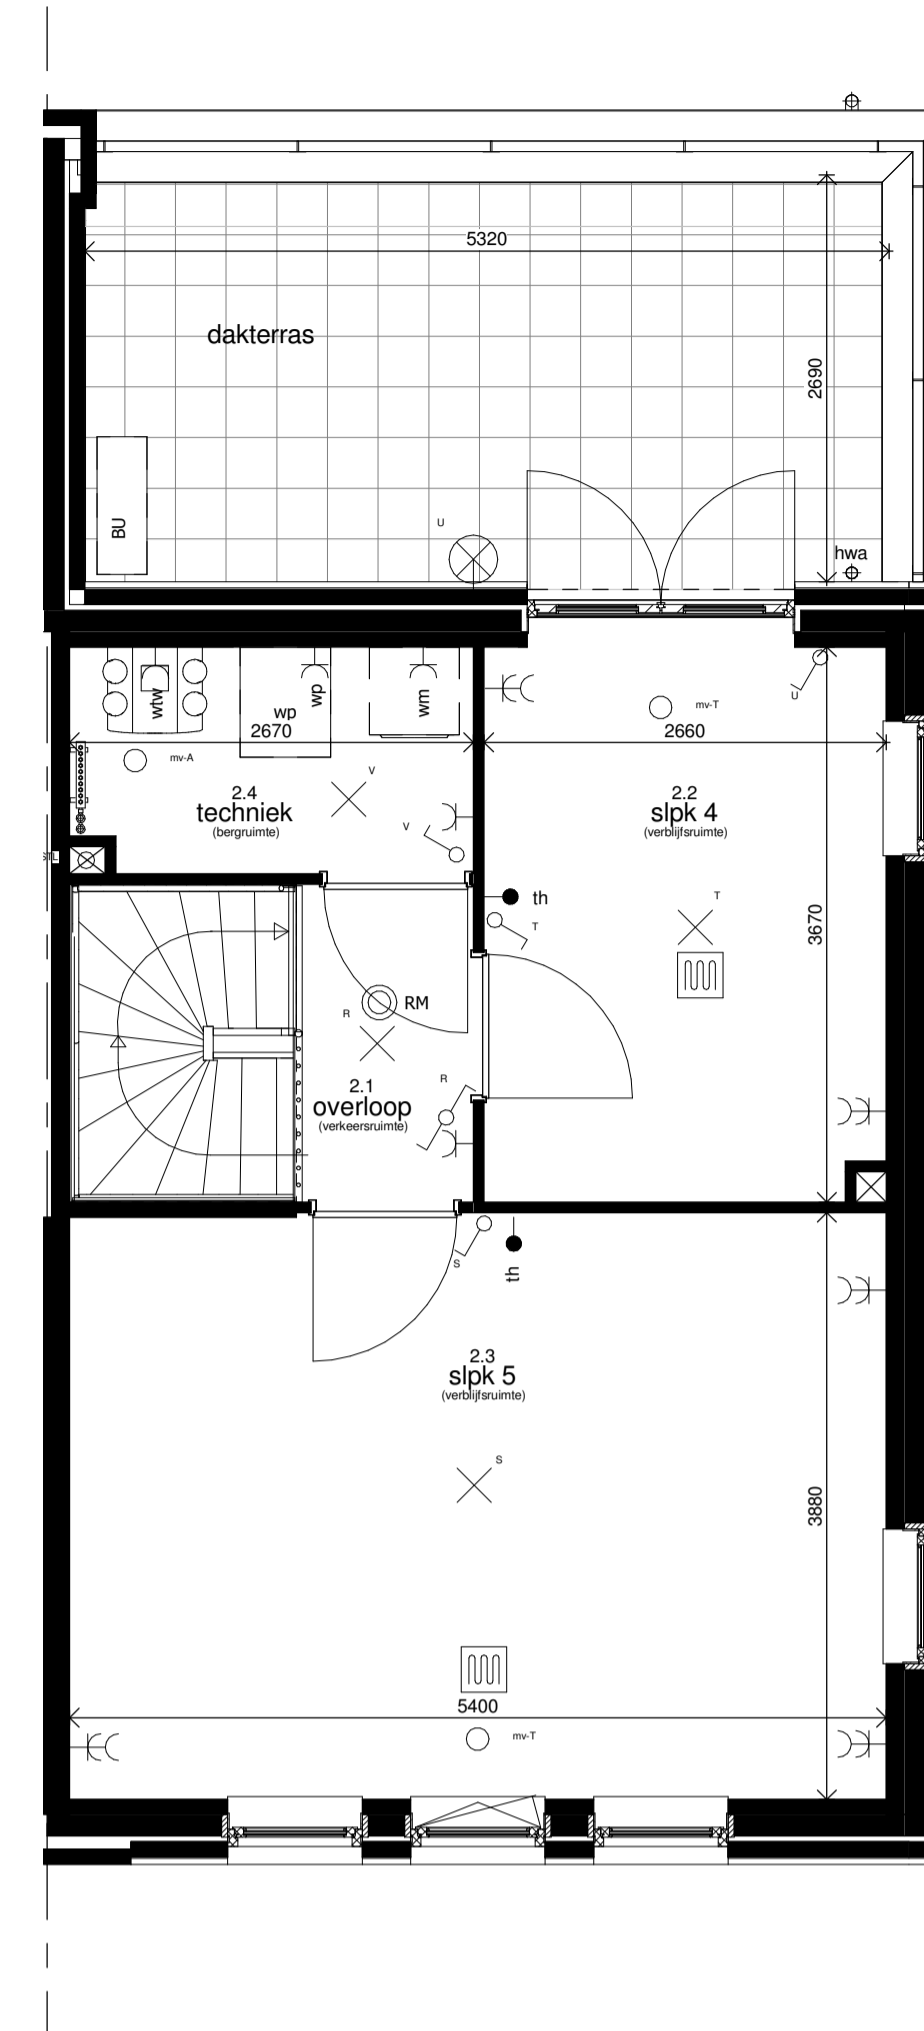 5320
dakterras
2690
BU
U
hwa
wtw
wp
wp
wm
2670
mv-A
mv-T
U
2660
V
2.4
techniek
(bergruimte)
V
2.2
slpk 4
(verblijfsruimte)
th
T
T
3670
RM
R
R
2.1
overloop
(verkeersruimte)
S
th
2.3
slpk 5
(verblijfsruimte)
S
3880
5400
mv-T